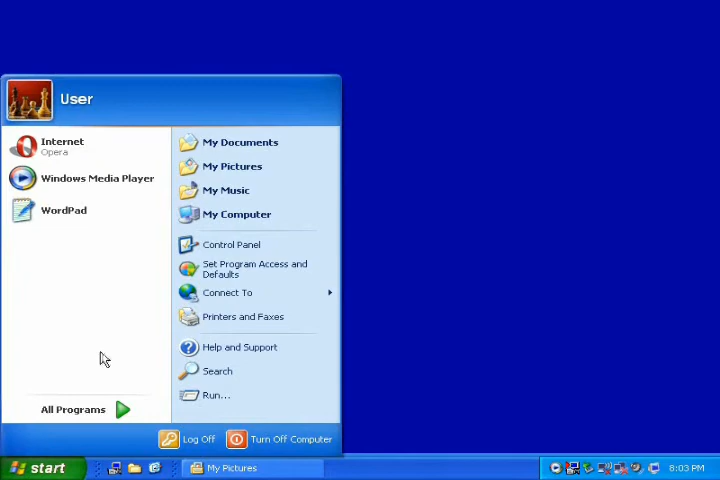 User
Internet
Opera
Windows Media Player
WordPad
All Programs
My Documents
My Pictures
My Music
My Computer
Control Panel
Set Program Access and
Defaults
Connect To
Printers and Faxes
Help and Support
Search
Run...
Log Off
Turn Off Computer
start
My Pictures
8:03 PM